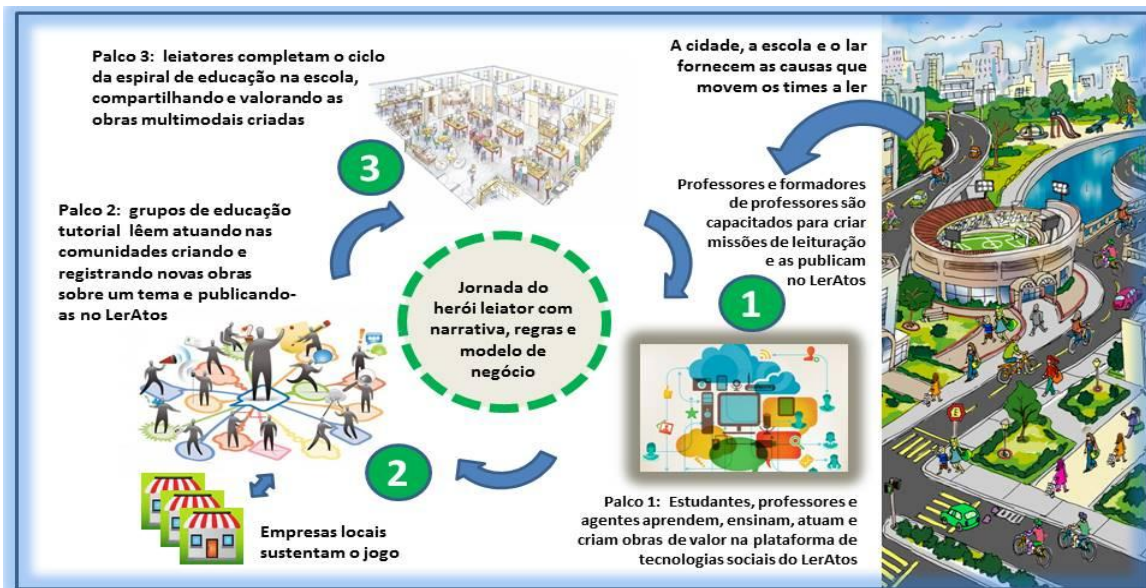 Palco 3: leiatores completam o ciclo
da espiral de educação na escola,
compartilhando e valorando as
obras multimodais criadas
A cidade, a escola e o lar
fornecem as causas que
movem os times a ler
3
Professores e formadores
de professores são
capacitados para criar
missões de leituração
e as publicam
no LerAtos
Palco 2: grupos de educação
tutorial lêem atuando nas
comunidades criando e
registrando novas obras
sobre um tema e publicando-
as no LerAtos
1
Jornada do
herói leiator com
narrativa, regras e
modelo de
negócio
2
Empresas locais
sustentam o jogo
Palco 1: Estudantes, professores e
agentes aprendem, ensinam, atuam e
criam obras de valor na plataforma de
tecnologias sociais do LerAtos